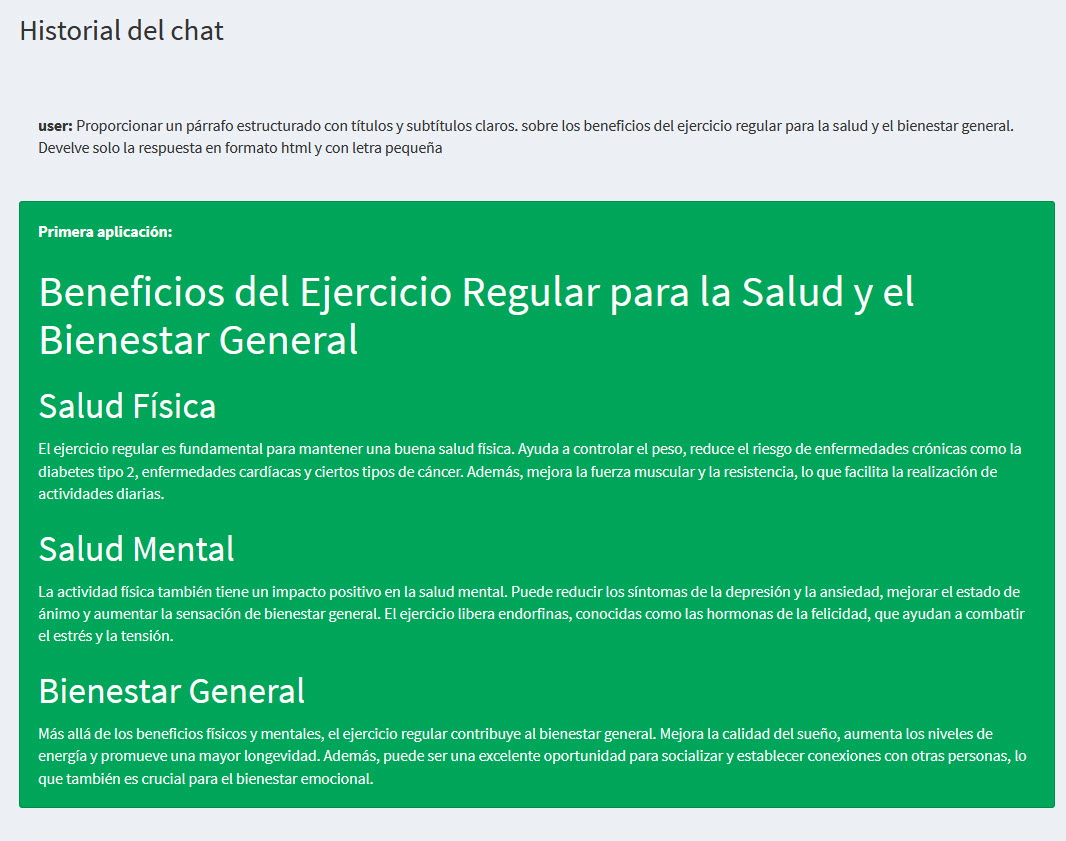 Historial del chat
user: Proporcionar un párrafo estructurado con títulos y subtítulos claros. sobre los beneficios del ejercicio regular para la salud y el bienestar general.
Develve solo la respuesta en formato html y con letra pequeña
Primera aplicación:
Beneficios del Ejercicio Regular para la Salud y el
Bienestar General
Salud Física
El ejercicio regular es fundamental para mantener una buena salud física. Ayuda a controlar el peso, reduce el riesgo de enfermedades crónicas como la
diabetes tipo 2, enfermedades cardíacas y ciertos tipos de cáncer. Además, mejora la fuerza muscular y la resistencia, lo que facilita la realización de
actividades diarias.
Salud Mental
La actividad física también tiene un impacto positivo en la salud mental. Puede reducir los síntomas de la depresión y la ansiedad, mejorar el estado de
ánimo y aumentar la sensación de bienestar general. El ejercicio libera endorfinas, conocidas como las hormonas de la felicidad, que ayudan a combatir
el estrés y la tensión.
Bienestar General
Más allá de los beneficios físicos y mentales, el ejercicio regular contribuye al bienestar general. Mejora la calidad del sueño, aumenta los niveles de
energía y promueve una mayor longevidad. Además, puede ser una excelente oportunidad para socializar y establecer conexiones con otras personas, lo
que también es crucial para el bienestar emocional.